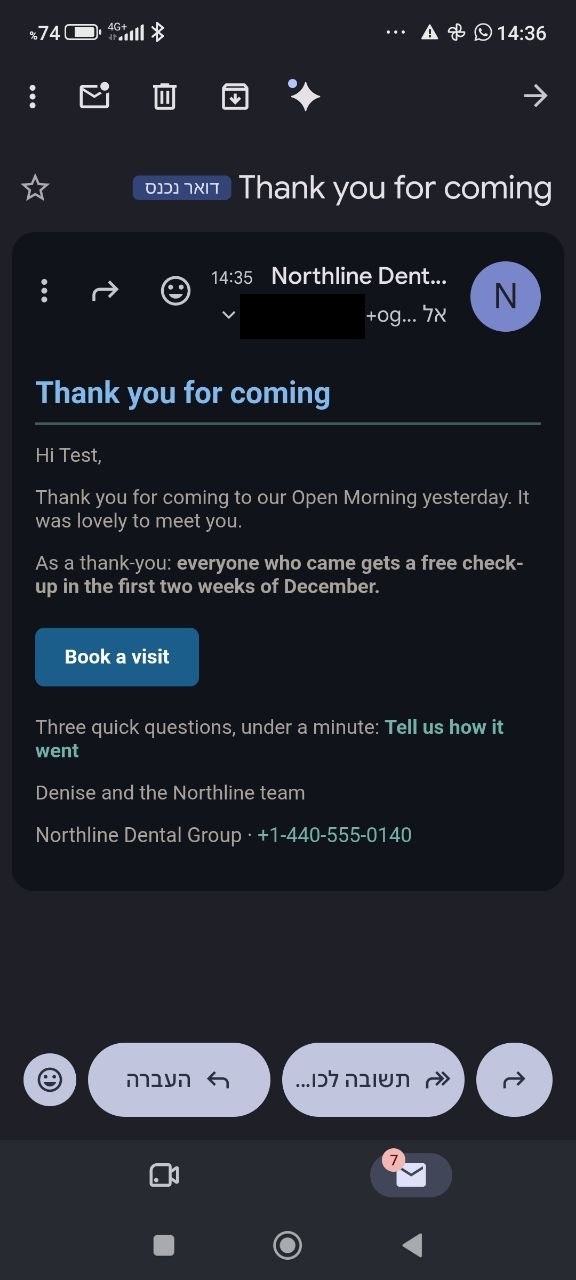 %74 4G+ 14:36
Thank you for coming דואר נכנס
Northline Dent... 14:35
אל ...og+
Thank you for coming
Hi Test,
Thank you for coming to our Open Morning yesterday. It
was lovely to meet you.
As a thank-you: everyone who came gets a free check-
up in the first two weeks of December.
Book a visit
Three quick questions, under a minute: Tell us how it
went
Denise and the Northline team
Northline Dental Group · +1-440-555-0140
תשובה לכו...
העברה
7
N